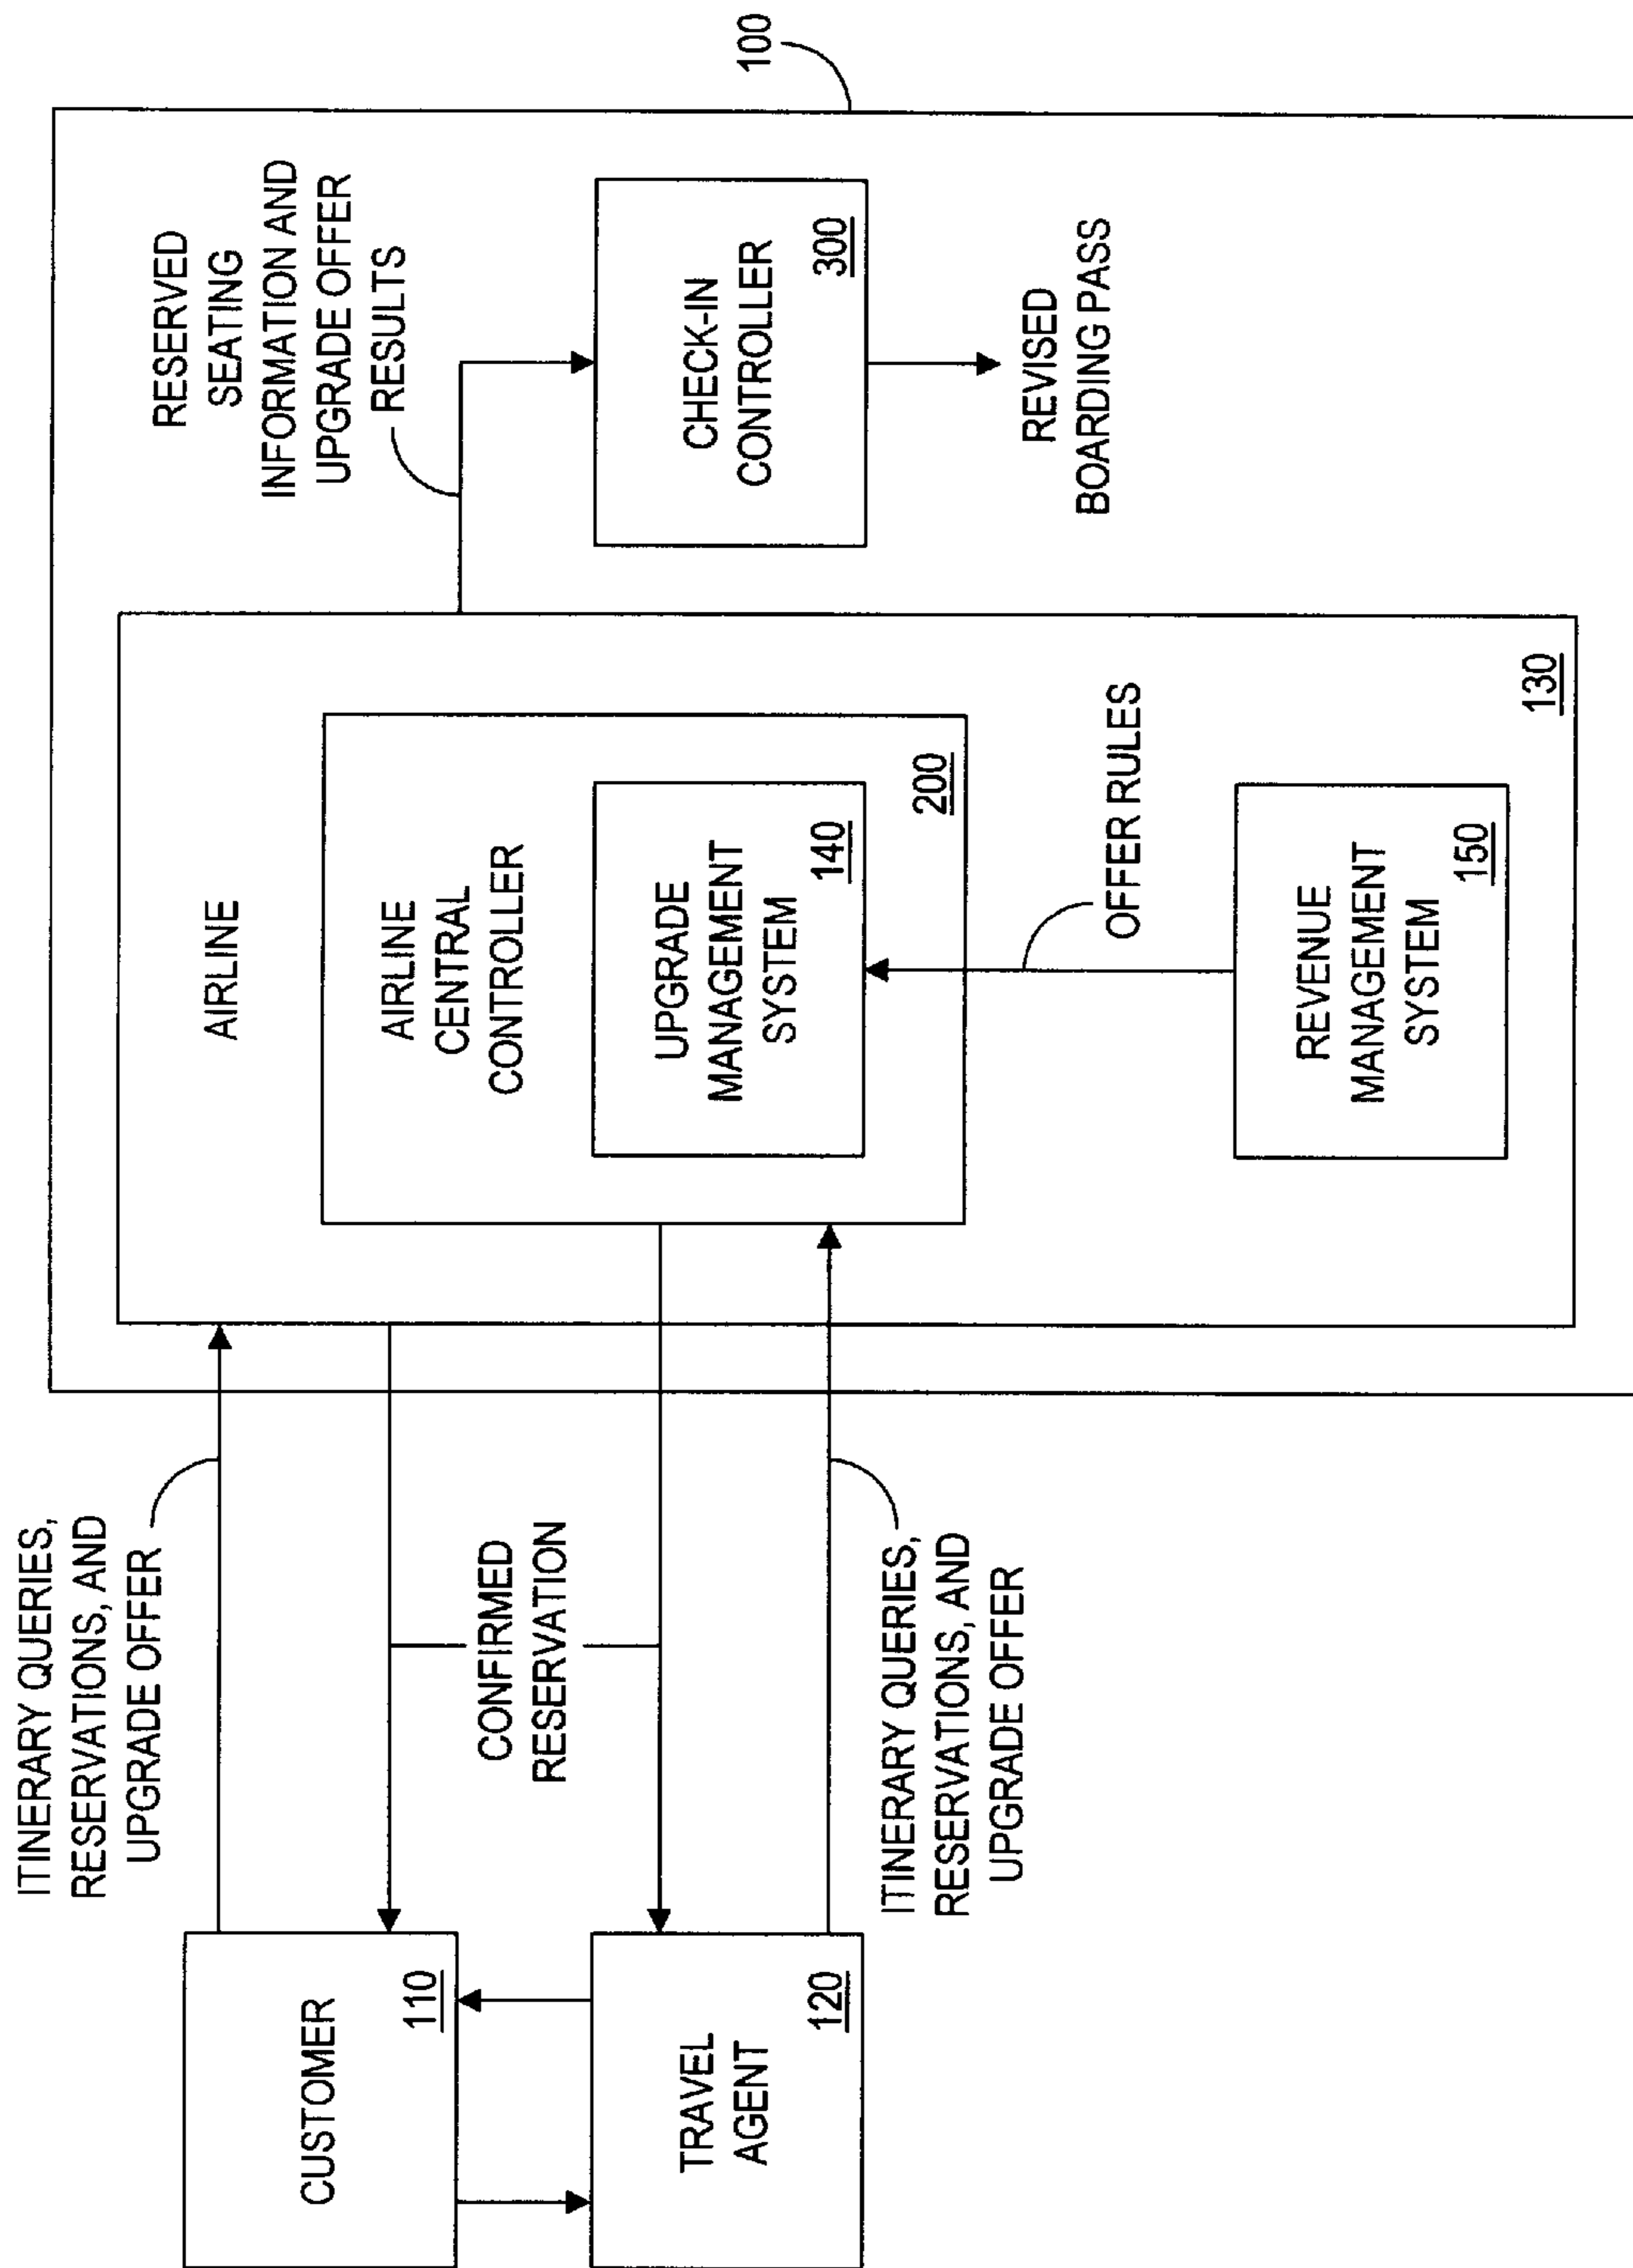 ITINERARY QUERIES,
RESERVATIONS, AND
UPGRADE OFFER
CUSTOMER
110
CONFIRMED
RESERVATION
TRAVEL
AGENT
120
ITINERARY QUERIES,
RESERVATIONS, AND
UPGRADE OFFER
AIRLINE
AIRLINE
CENTRAL
CONTROLLER
200
UPGRADE
MANAGEMENT
SYSTEM
140
OFFER RULES
REVENUE
MANAGEMENT
SYSTEM
150
130
RESERVED
SEATING
INFORMATION AND
UPGRADE OFFER
RESULTS
CHECK-IN
CONTROLLER
300
REVISED
BOARDING PASS
100